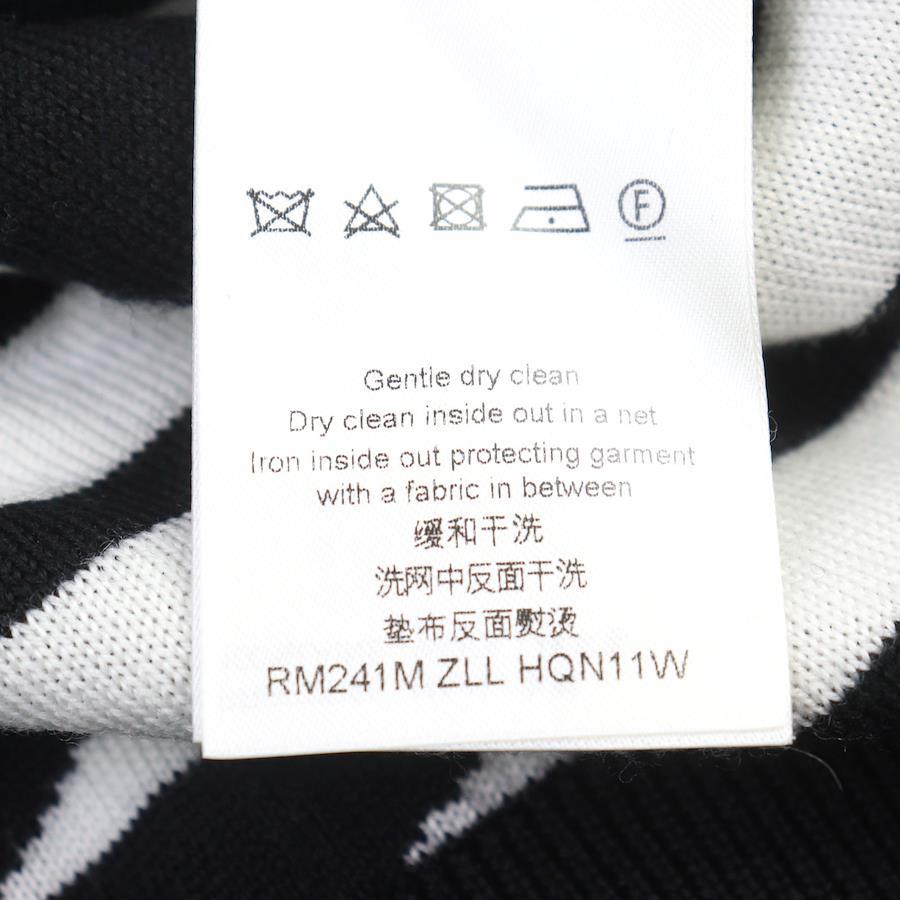 F
Gentle dry clean
Dry clean inside out in a net
Iron inside out protecting garment
with a fabric in between
缓和干洗
洗网中反面干洗
垫布反面熨烫
RM241M ZLL HQN11W